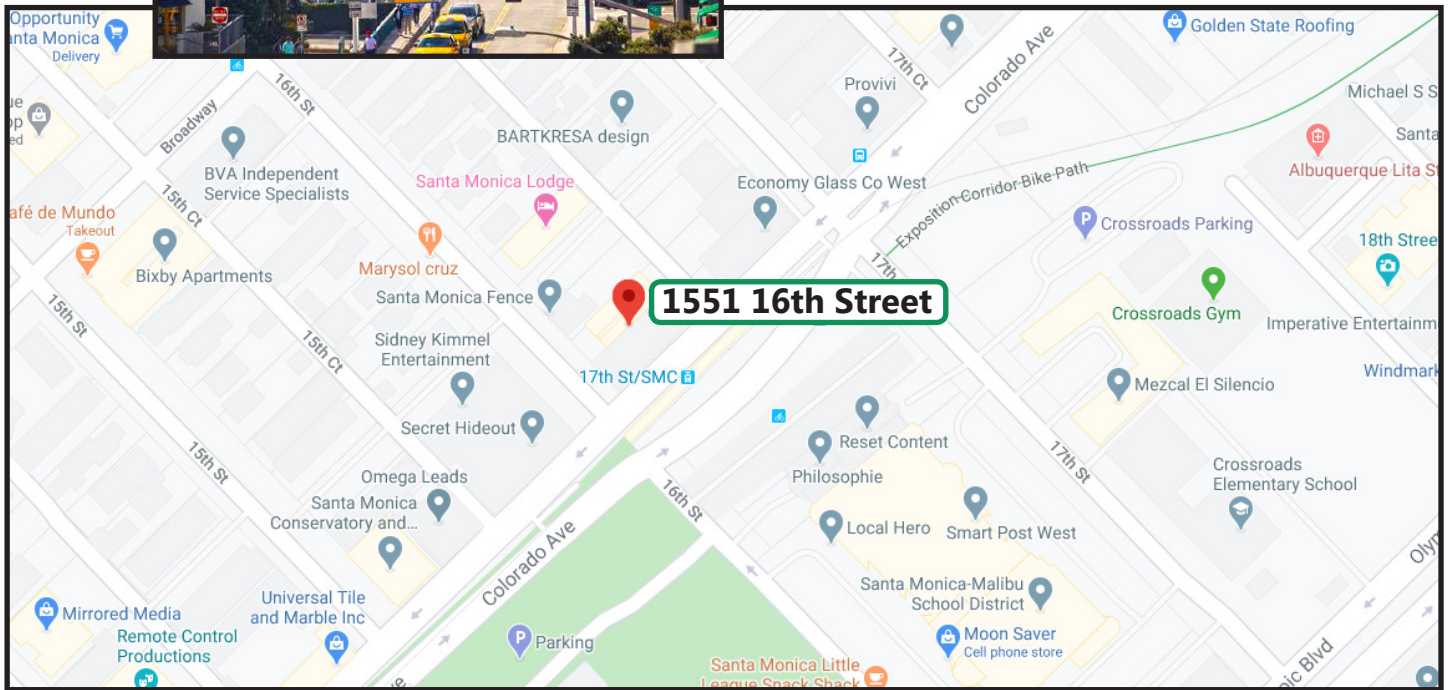 Opportunity
anta Monica
Delivery
Golden State Roofing
17th Ct
Colorado Ave
16th St
Provivi
Michael S S
BARTKRESA design
Broadway
Santa
BVA Independent
Service Specialists
Santa Monica Lodge
Economy Glass Co West
Albuquerque Lita St
Exposition Corridor Bike Path
15th Ct
afé de Mundo
Takeout
Crossroads Parking
18th Stree
Bixby Apartments
Marysol cruz
17th
Santa Monica Fence
1551 16th Street
15th St
Crossroads Gym
Imperative Entertainm
Sidney Kimmel
Entertainment
15th Ct
17th St/SMC
Windmark
Mezcal El Silencio
Secret Hideout
Reset Content
15th St
17th St
Omega Leads
Philosophie
Crossroads
Elementary School
Santa Monica
Conservatory and...
16th St
Local Hero
Smart Post West
Colorado Ave
Olym
Santa Monica-Malibu
School District
Universal Tile
and Marble Inc
Mirrored Media
Remote Control
Productions
Parking
Moon Saver
Cell phone store
Santa Monica Little
League Snack Shack
pic Blvd